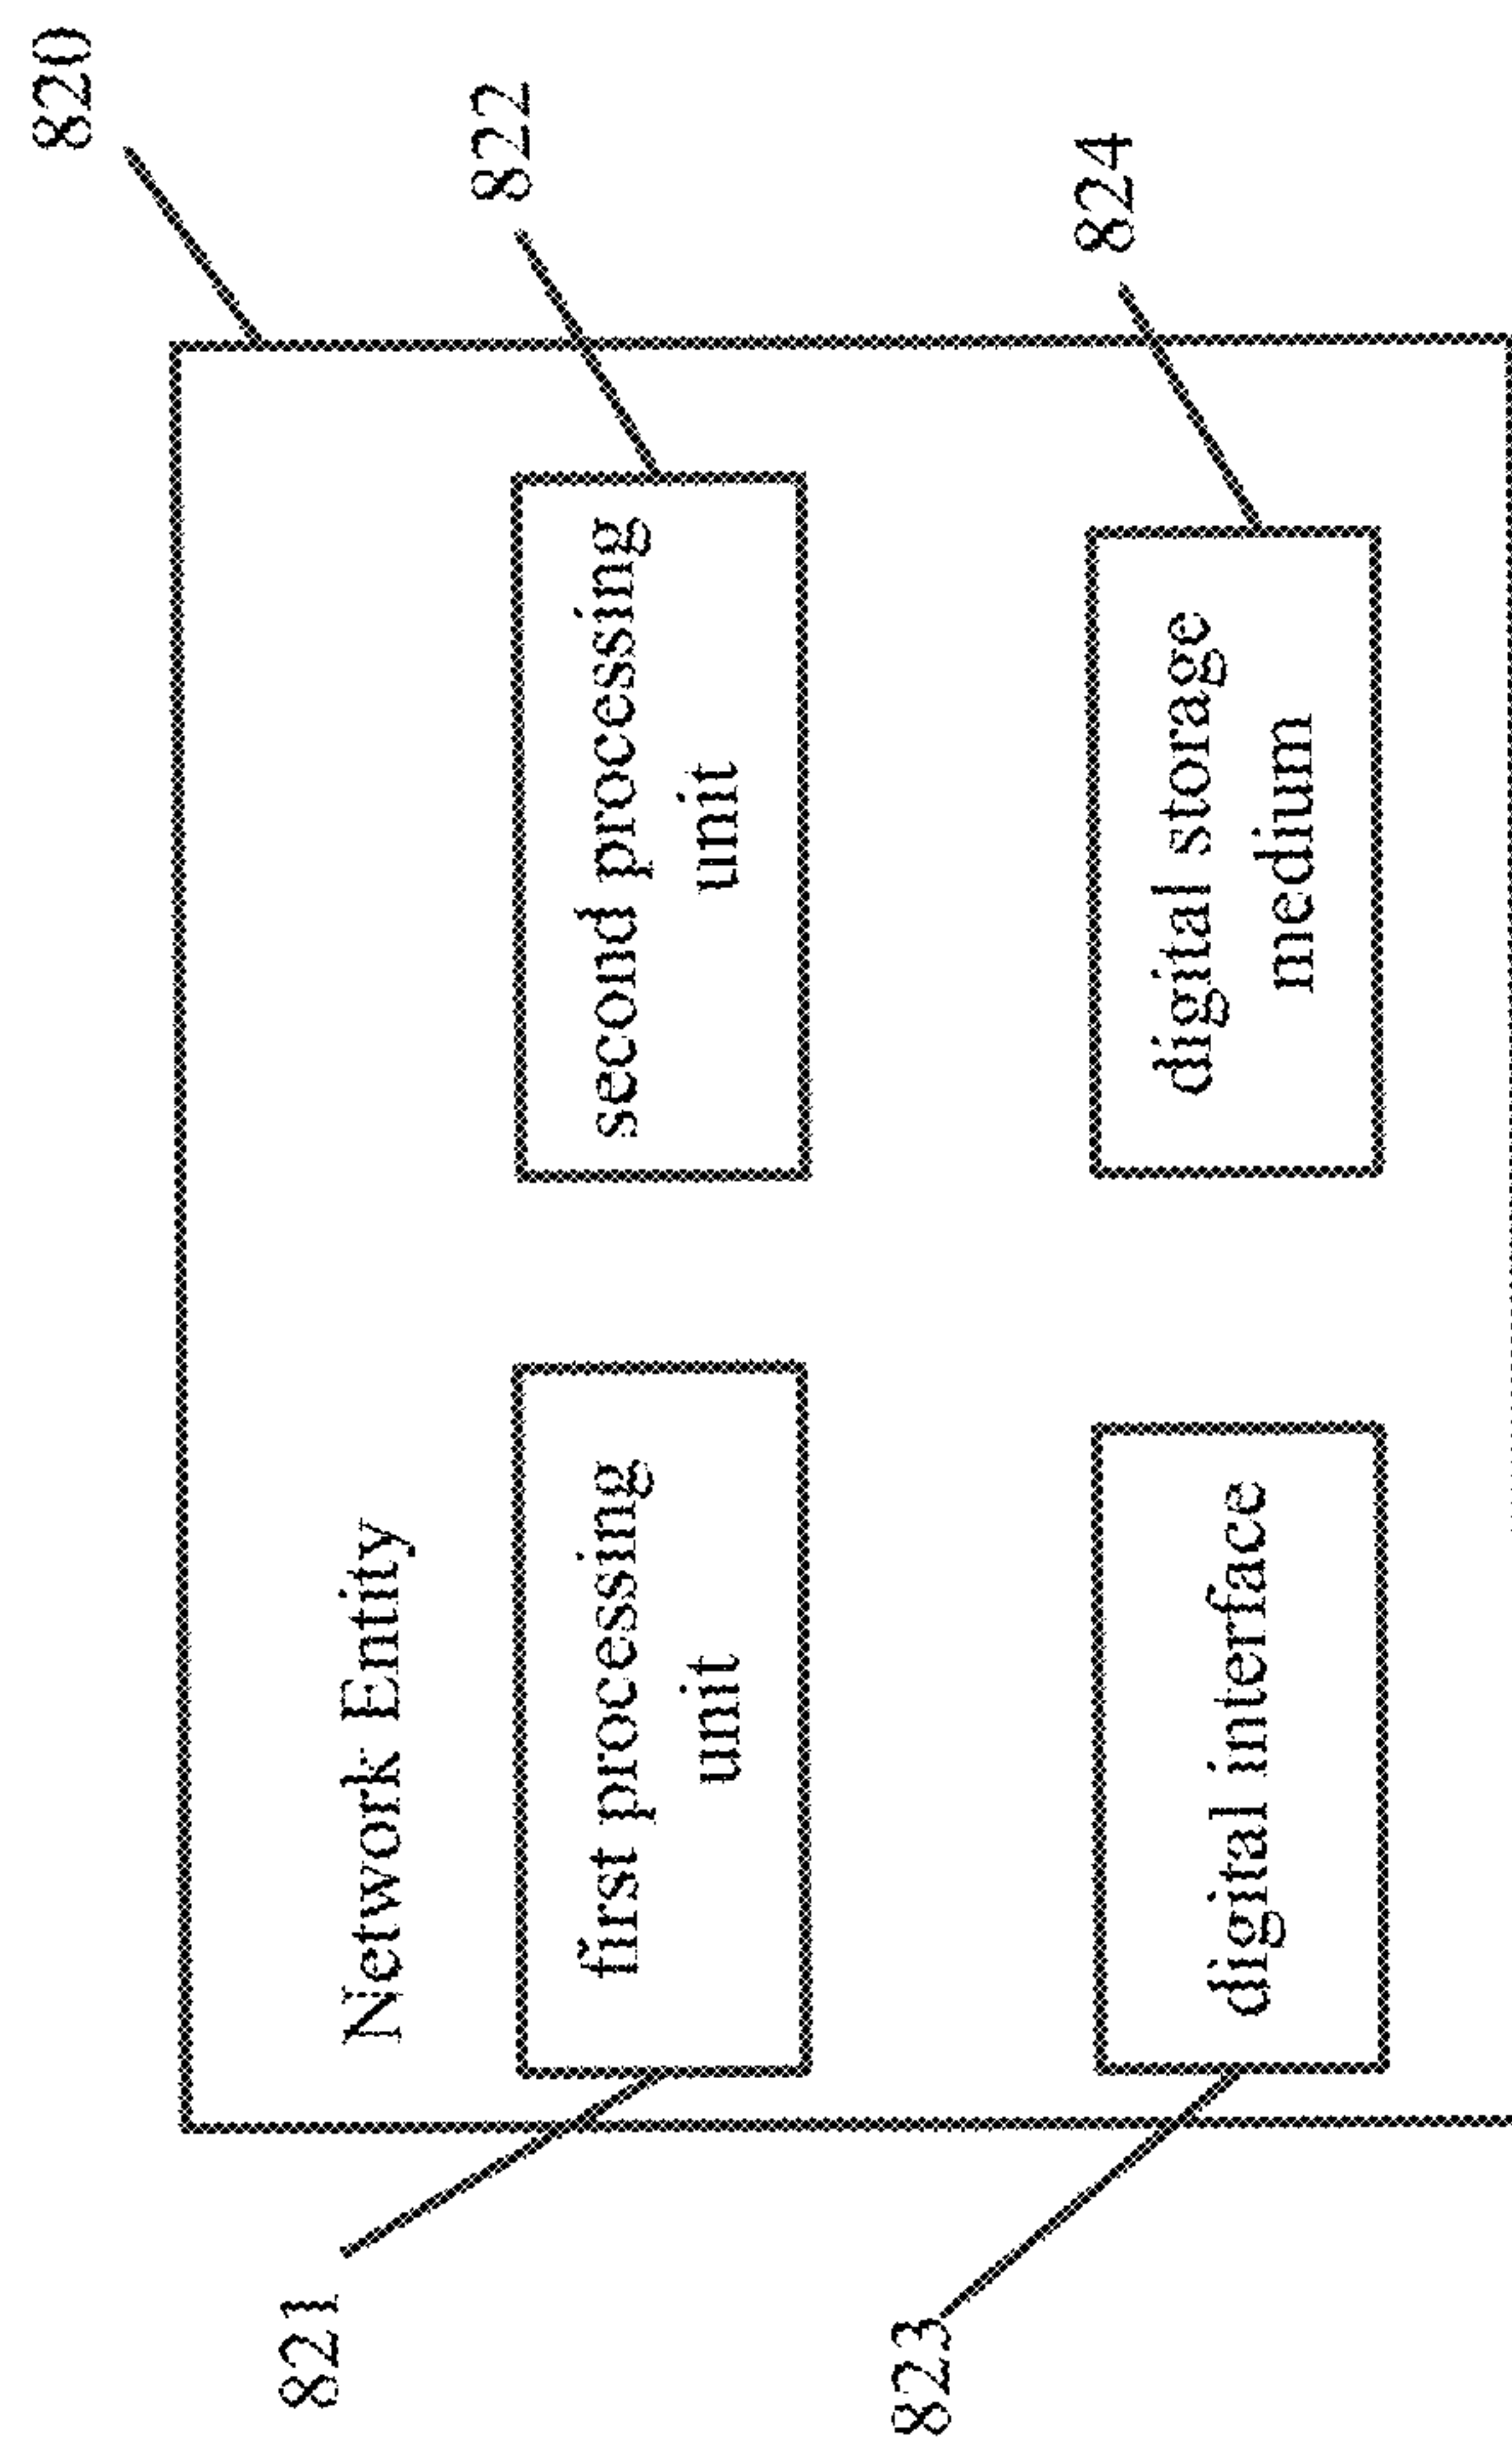 820
Network Entity
821
first processing
unit
822
second processing
unit
823
digital interface
824
digital storage
medium